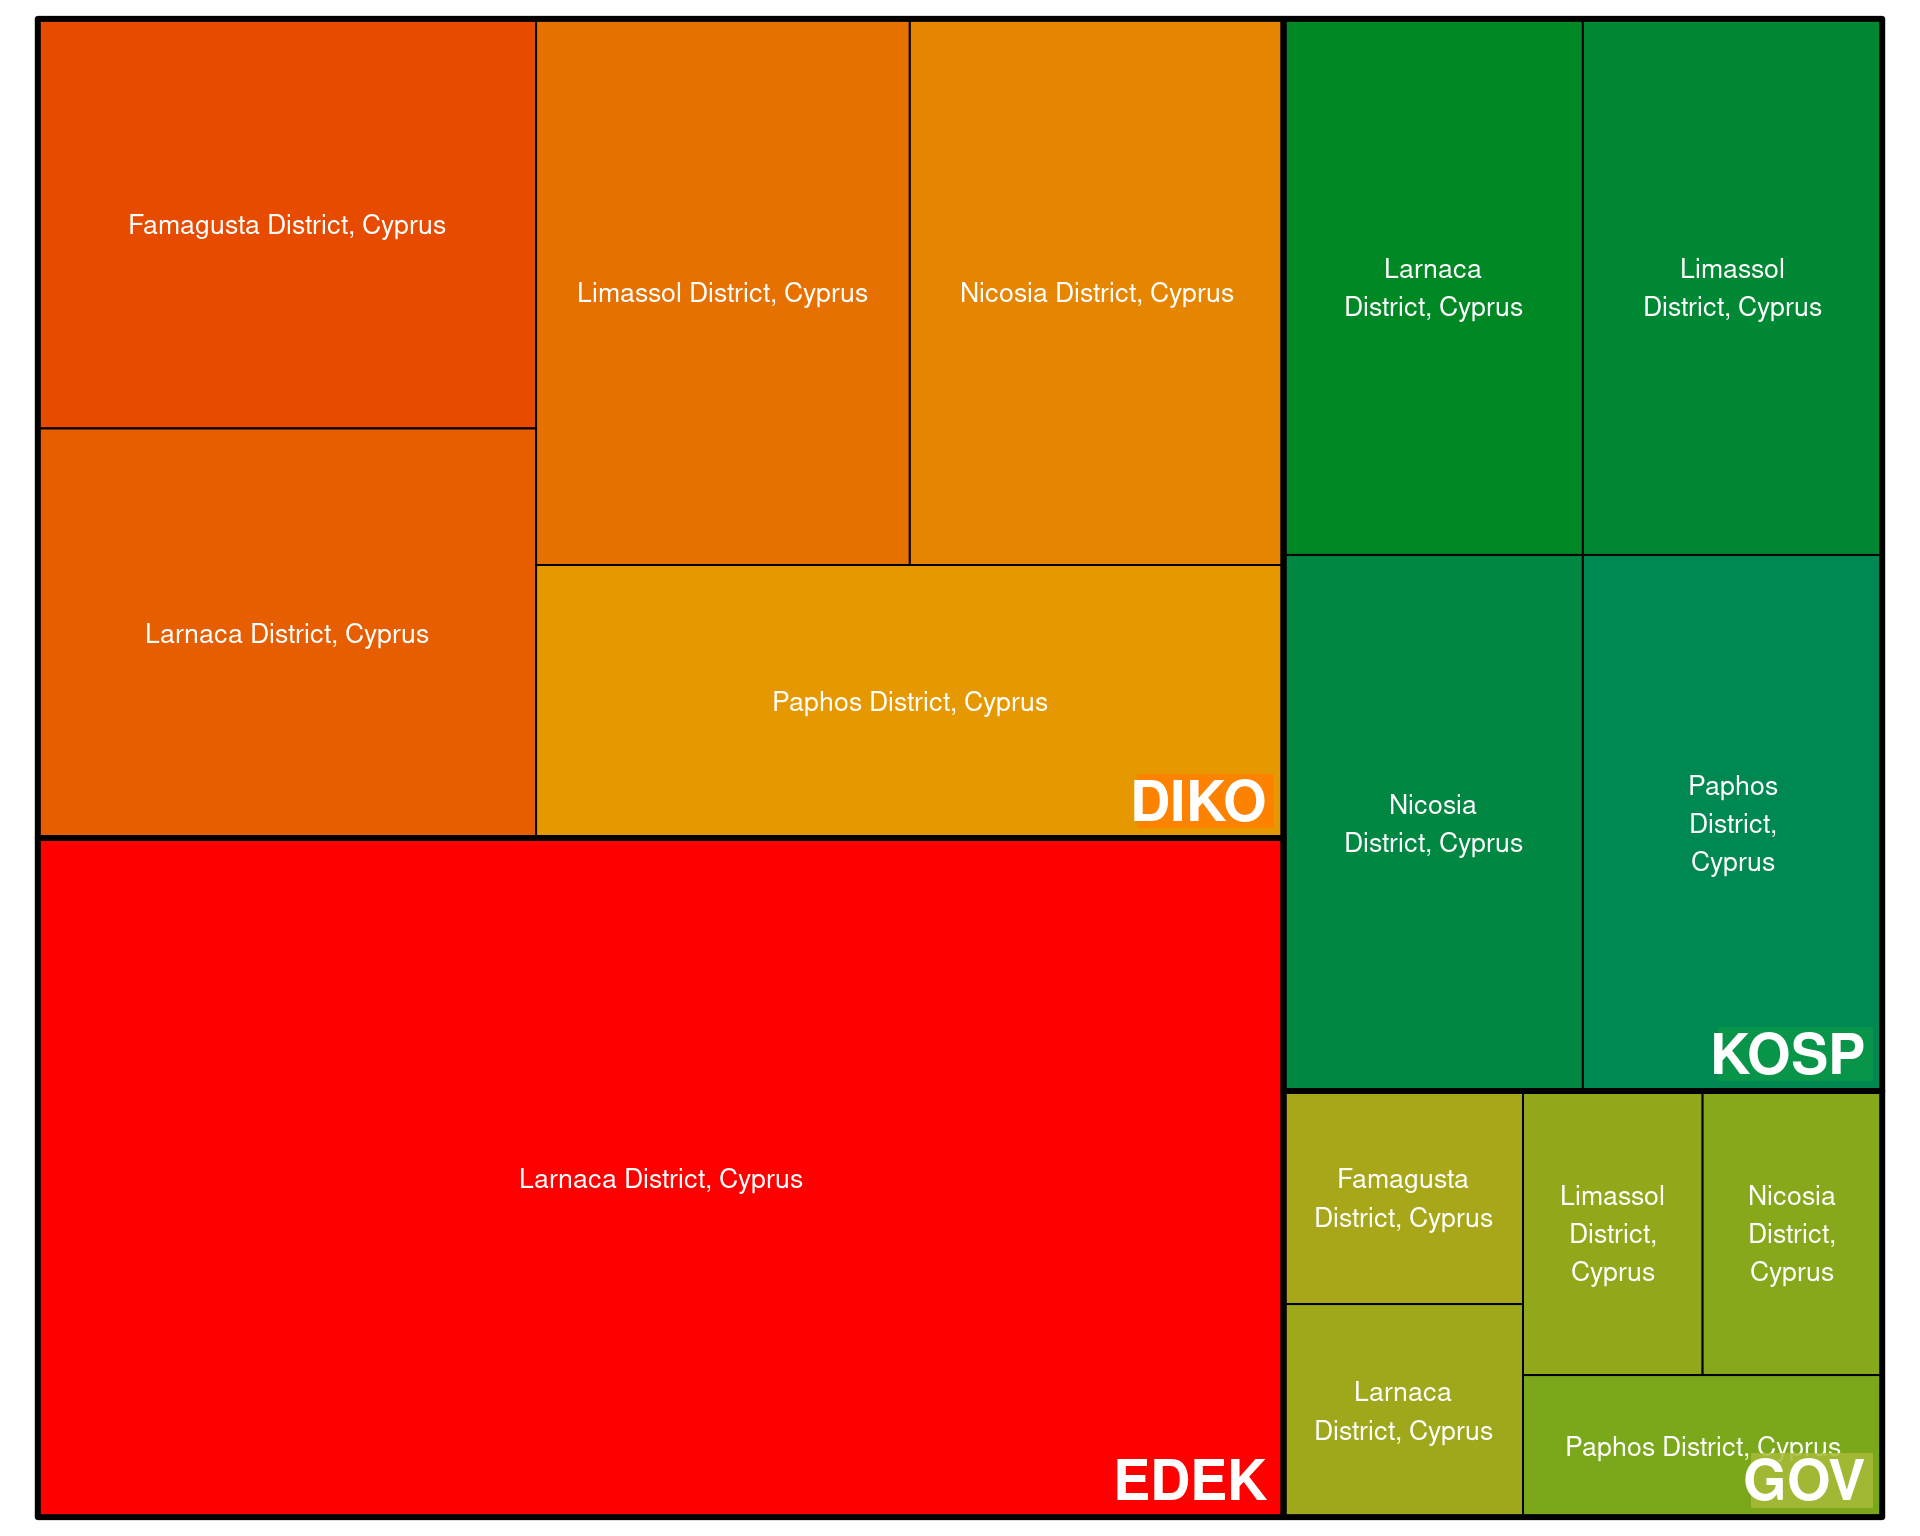 Famagusta District, Cyprus
Larnaca District, Cyprus
Limassol District, Cyprus
Nicosia District, Cyprus
Paphos District, Cyprus
DIKO
Larnaca District, Cyprus
EDEK
Larnaca
District, Cyprus
Limassol
District, Cyprus
Nicosia
District, Cyprus
Paphos
District,
Cyprus
KOSP
Famagusta
District, Cyprus
Larnaca
District, Cyprus
Limassol
District,
Cyprus
Nicosia
District,
Cyprus
Paphos District, Cyprus
GOV